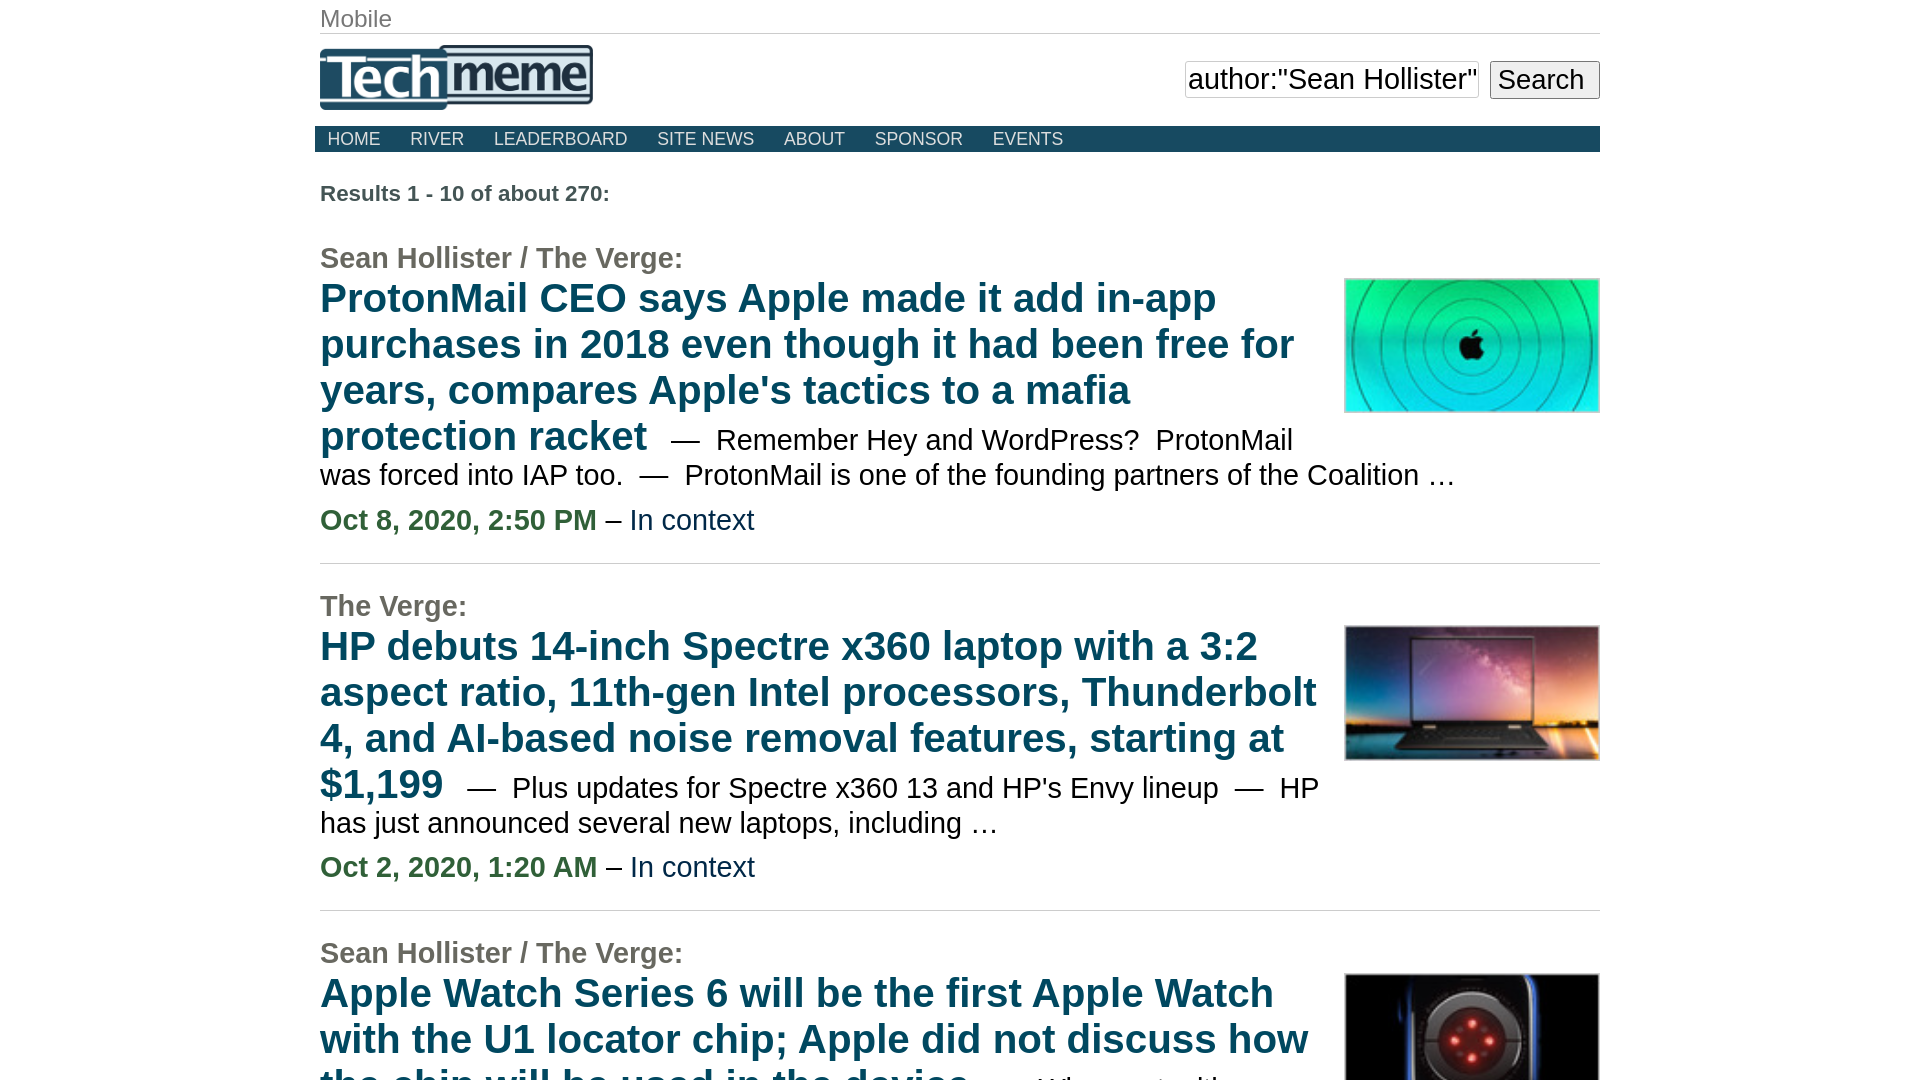 Mobile
Techmeme
author:"Sean Hollister"
Search
HOME RIVER LEADERBOARD SITE NEWS ABOUT SPONSOR EVENTS
Results 1 - 10 of about 270:
Sean Hollister / The Verge:
ProtonMail CEO says Apple made it add in-app
purchases in 2018 even though it had been free for
years, compares Apple's tactics to a mafia
protection racket — Remember Hey and WordPress? ProtonMail
was forced into IAP too. — ProtonMail is one of the founding partners of the Coalition …
Oct 8, 2020, 2:50 PM – In context
The Verge:
HP debuts 14-inch Spectre x360 laptop with a 3:2
aspect ratio, 11th-gen Intel processors, Thunderbolt
4, and AI-based noise removal features, starting at
$1,199 — Plus updates for Spectre x360 13 and HP's Envy lineup — HP
has just announced several new laptops, including …
Oct 2, 2020, 1:20 AM – In context
Sean Hollister / The Verge:
Apple Watch Series 6 will be the first Apple Watch
with the U1 locator chip; Apple did not discuss how
the chip will be used in the device